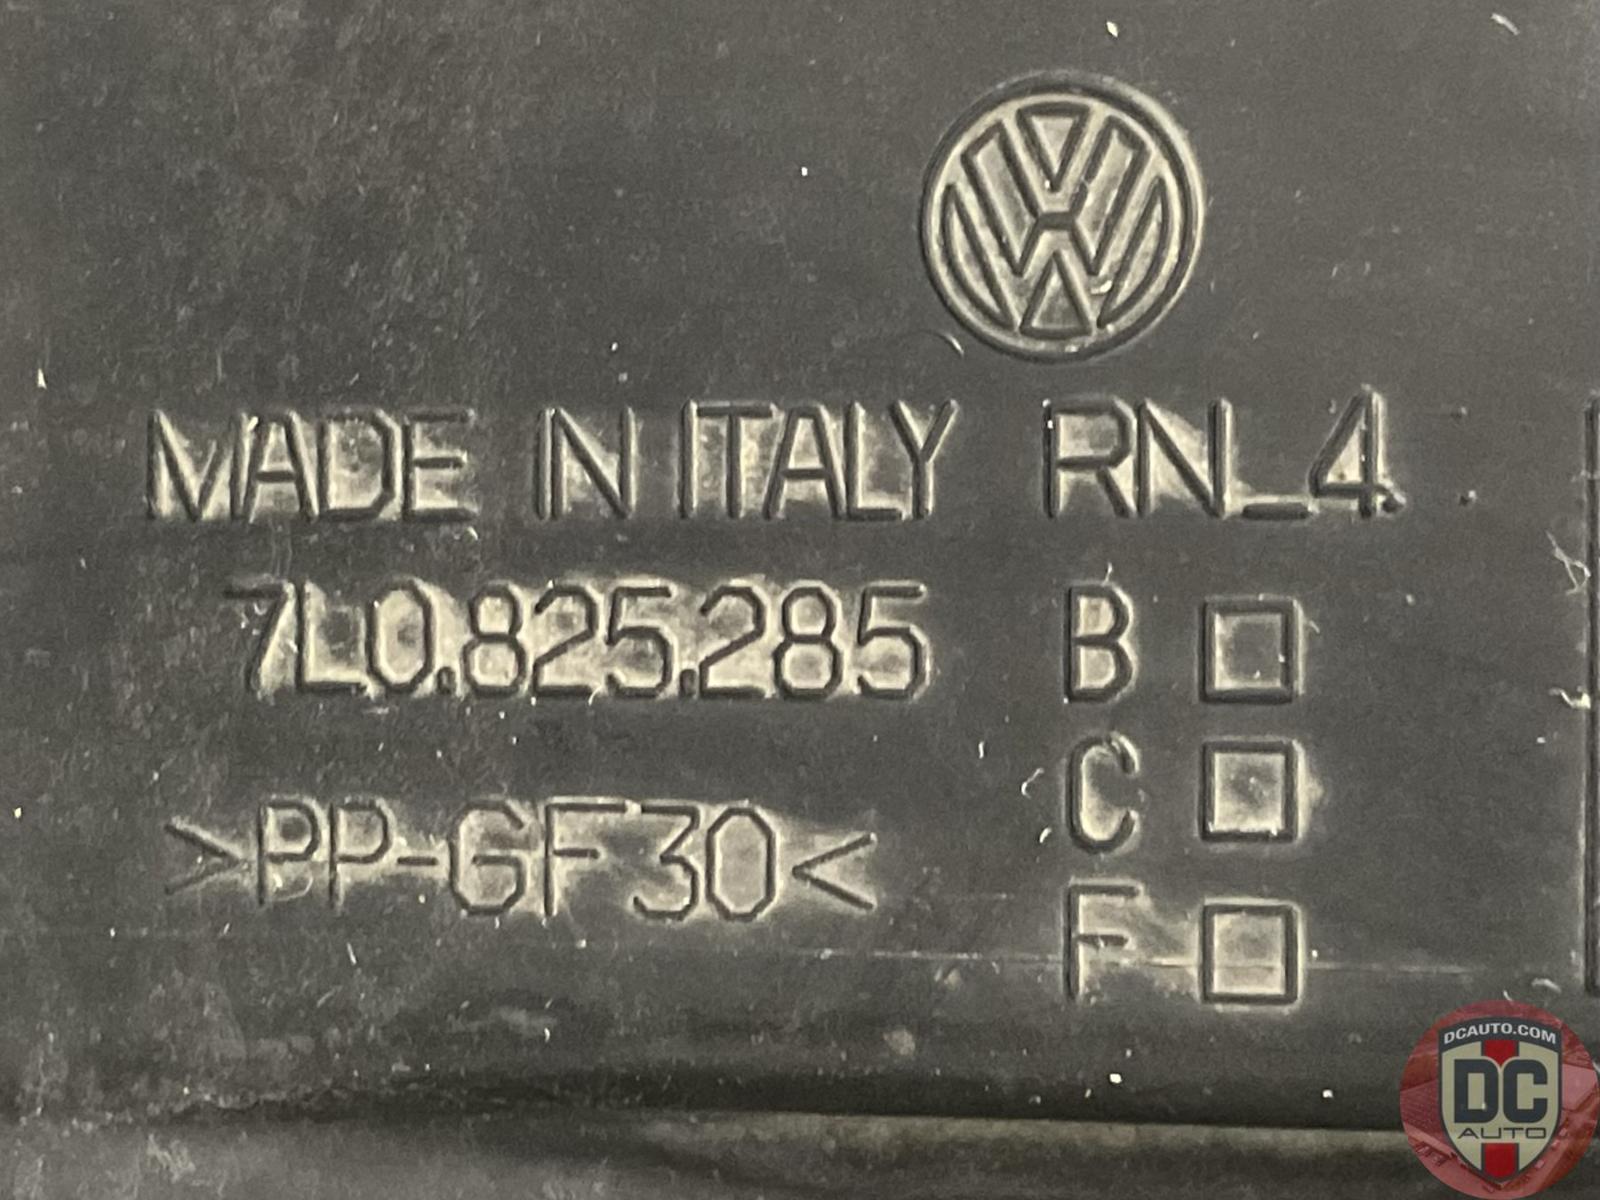 MADE IN ITALY RN_4
7L0.825.285 B □
C □
>PP-GF30<
F □
DCAUTO.COM
DC
AUTO